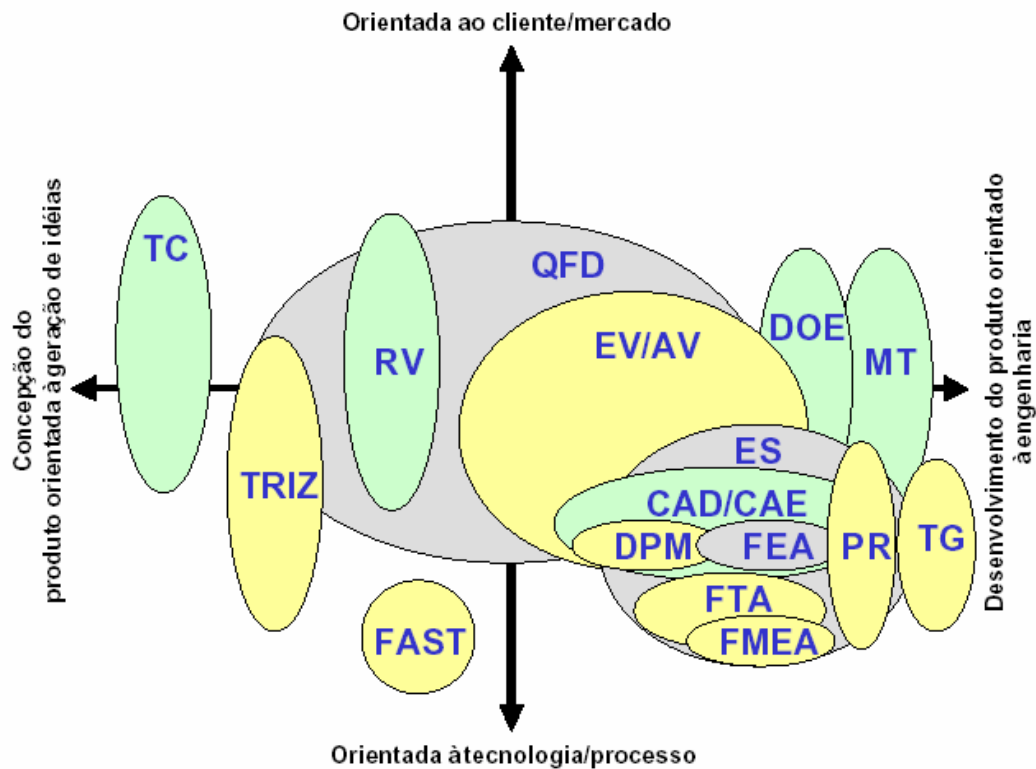 Orientada ao cliente/mercado
Concepção do
produto orientada àgeração de idéias
TC
QFD
RV
EV/AV
DOE
MT
TRIZ
ES
CAD/CAE
DPM
FEA
PR
TG
FTA
FAST
FMEA
Desenvolvimento do produto orientado
à engenharia
Orientada àtecnologia/processo